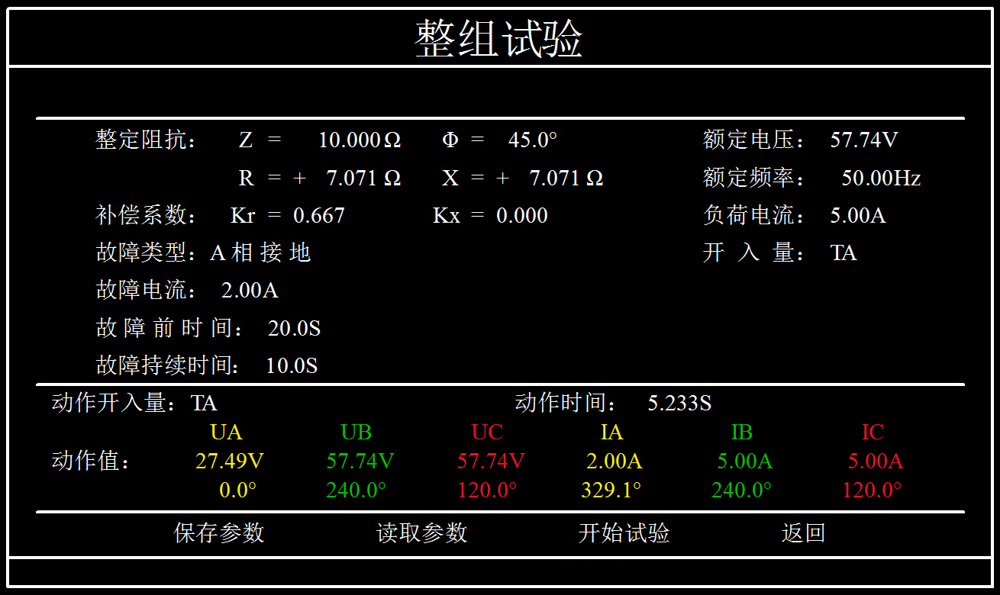 整组试验
整定阻抗： Z = 10.000Ω Φ = 45.0° 额定电压： 57.74V
R = + 7.071Ω X = + 7.071Ω 额定频率： 50.00Hz
补偿系数： Kr = 0.667 Kx = 0.000 负荷电流： 5.00A
故障类型：A相接地 开入量： TA
故障电流： 2.00A
故障前时间： 20.0S
故障持续时间： 10.0S
动作开入量：TA 动作时间： 5.233S
UA UB UC IA IB IC
动作值： 27.49V 57.74V 57.74V 2.00A 5.00A 5.00A
0.0° 240.0° 120.0° 329.1° 240.0° 120.0°
保存参数 读取参数 开始试验 返回